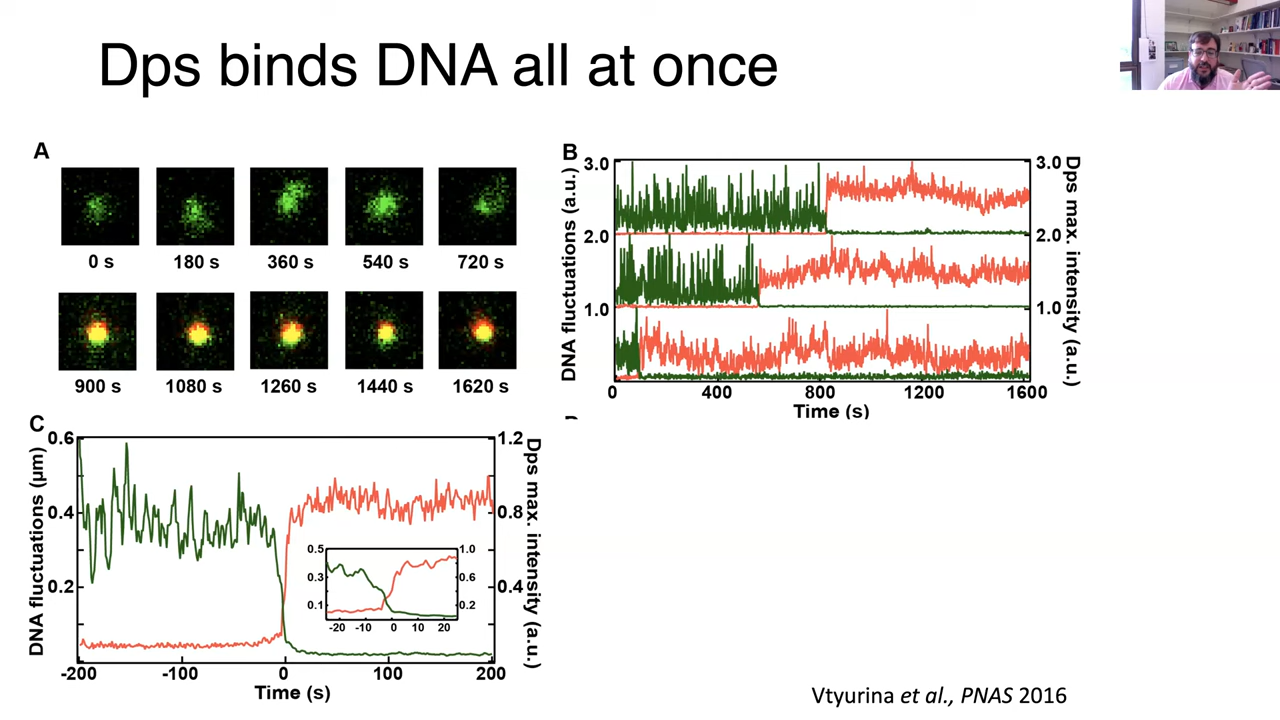 Dps binds DNA all at once
A
0 s 180 s 360 s 540 s 720 s
900 s 1080 s 1260 s 1440 s 1620 s
B
DNA fluctuations (a.u.)
3.0
2.0
1.0
0 400 800 1200 1600
Time (s)
3.0
2.0
1.0
Dps max. intensity (a.u.)
C
DNA fluctuations (µm)
0.6
0.4
0.2
-200 -100 0 100 200
Time (s)
1.2
0.8
0.4
Dps max. intensity (a.u.)
0.5
0.3
0.1
-20 -10 0 10 20
1.0
0.6
0.2
Vtyurina et al., PNAS 2016